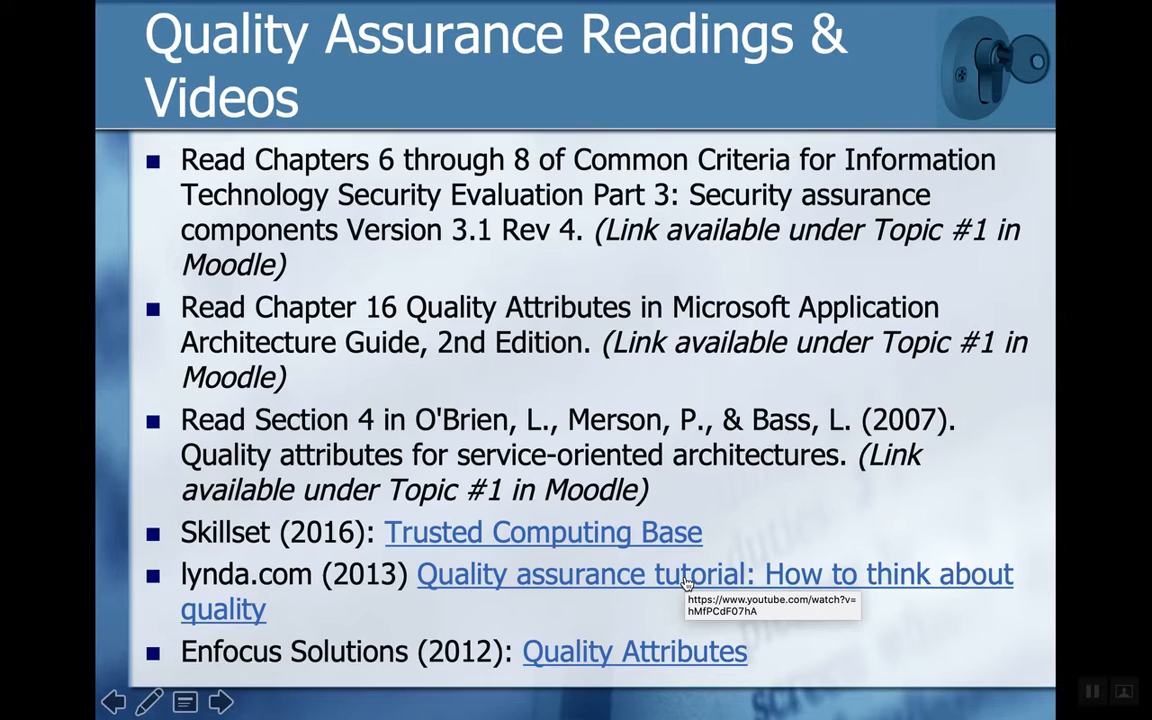 Quality Assurance Readings &
Videos
Read Chapters 6 through 8 of Common Criteria for Information
Technology Security Evaluation Part 3: Security assurance
components Version 3.1 Rev 4. (Link available under Topic #1 in
Moodle)
Read Chapter 16 Quality Attributes in Microsoft Application
Architecture Guide, 2nd Edition. (Link available under Topic #1 in
Moodle)
Read Section 4 in O'Brien, L., Merson, P., & Bass, L. (2007).
Quality attributes for service-oriented architectures. (Link
available under Topic #1 in Moodle)
Skillset (2016): Trusted Computing Base
lynda.com (2013) Quality assurance tutorial: How to think about
quality
https://www.youtube.com/watch?v=
hMfPCdF07hA
Enfocus Solutions (2012): Quality Attributes